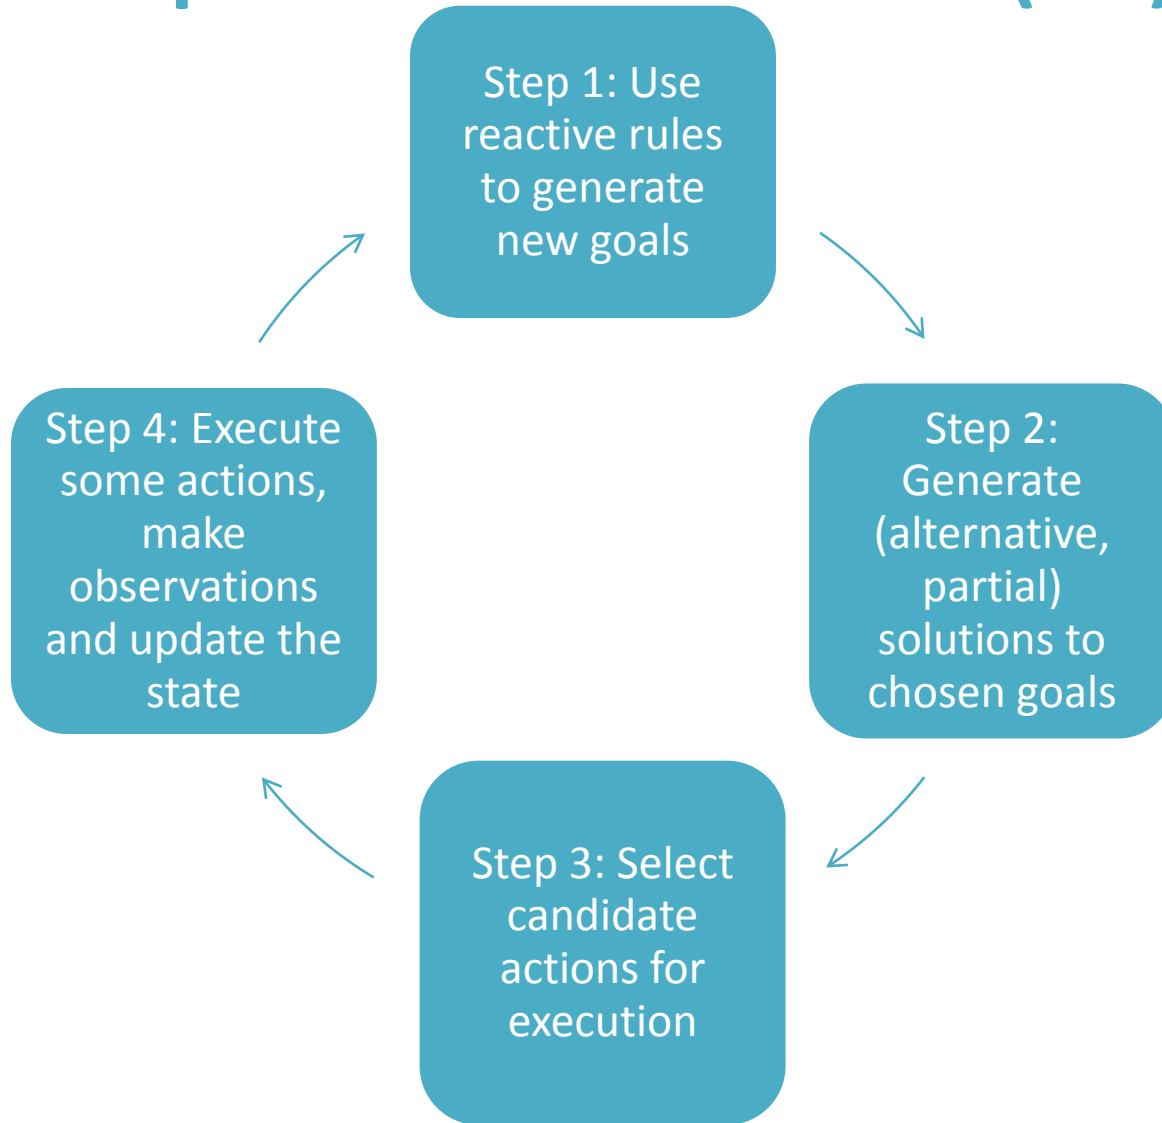 Step 1: Use
reactive rules
to generate
new goals
Step 2:
Generate
(alternative,
partial)
solutions to
chosen goals
Step 3: Select
candidate
actions for
execution
Step 4: Execute
some actions,
make
observations
and update the
state